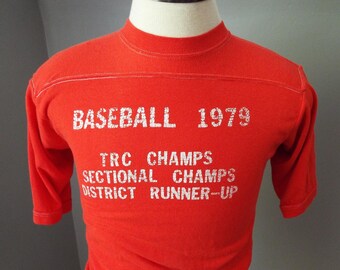 BASEBALL 1979
TRC CHAMPS
SECTIONAL CHAMPS
DISTRICT RUNNER-UP